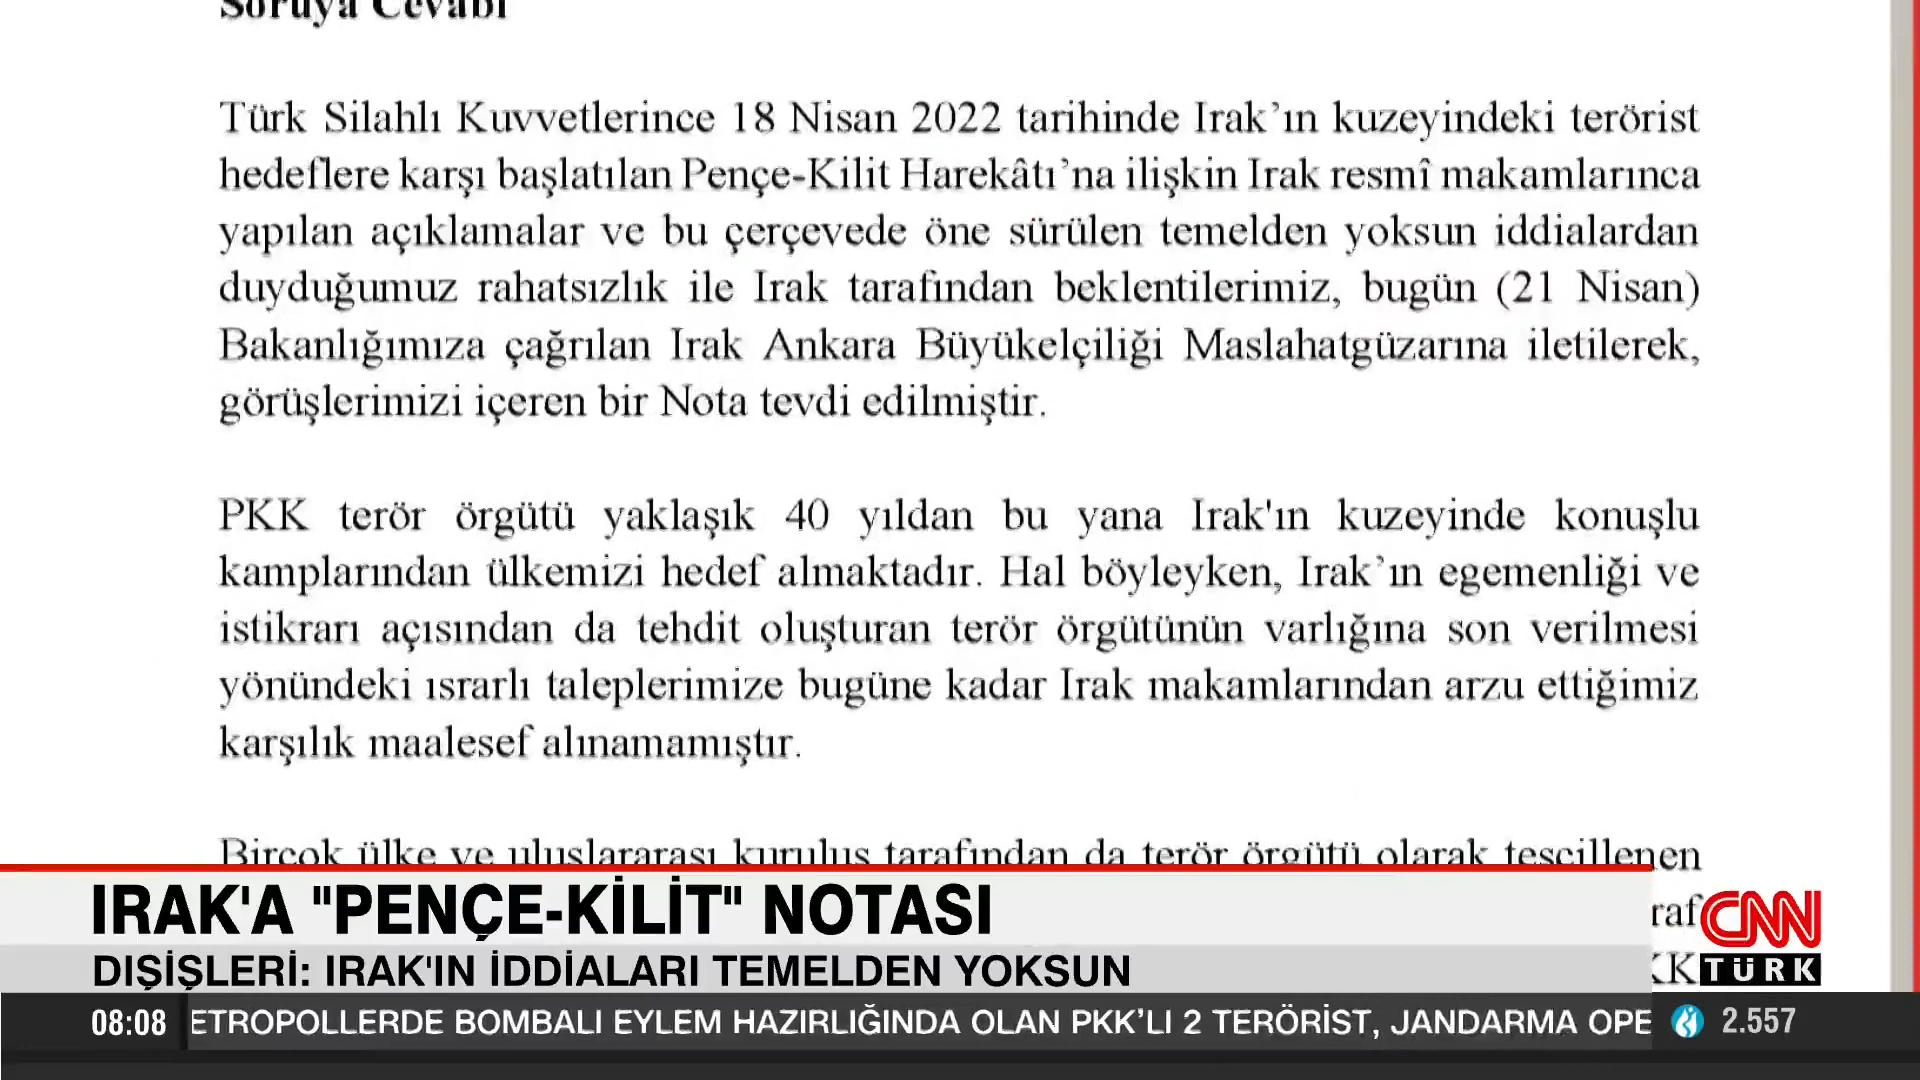 Soruya Cevabı
Türk Silahlı Kuvvetlerince 18 Nisan 2022 tarihinde Irak’ın kuzeyindeki terörist
hedeflere karşı başlatılan Pençe-Kilit Harekâtı’na ilişkin Irak resmî makamlarınca
yapılan açıklamalar ve bu çerçevede öne sürülen temelden yoksun iddialardan
duyduğumuz rahatsızlık ile Irak tarafından beklentilerimiz, bugün (21 Nisan)
Bakanlığımıza çağrılan Irak Ankara Büyükelçiliği Maslahatgüzarına iletilerek,
görüşlerimizi içeren bir Nota tevdi edilmiştir.
PKK terör örgütü yaklaşık 40 yıldan bu yana Irak'ın kuzeyinde konuşlu
kamplarından ülkemizi hedef almaktadır. Hal böyleyken, Irak’ın egemenliği ve
istikrarı açısından da tehdit oluşturan terör örgütünün varlığına son verilmesi
yönündeki ısrarlı taleplerimize bugüne kadar Irak makamlarından arzu ettiğimiz
karşılık maalesef alınamamıştır.
Birçok ülke ve uluslararası kuruluş tarafından da terör örgütü olarak tescillenen
raf
KK
IRAK'A "PENÇE-KİLİT" NOTASI
DIŞİŞLERİ: IRAK'IN İDDİALARI TEMELDEN YOKSUN
CNN
TÜRK
08:08 ETROPOLLERDE BOMBALI EYLEM HAZIRLIĞINDA OLAN PKK’LI 2 TERÖRİST, JANDARMA OPE 2.557